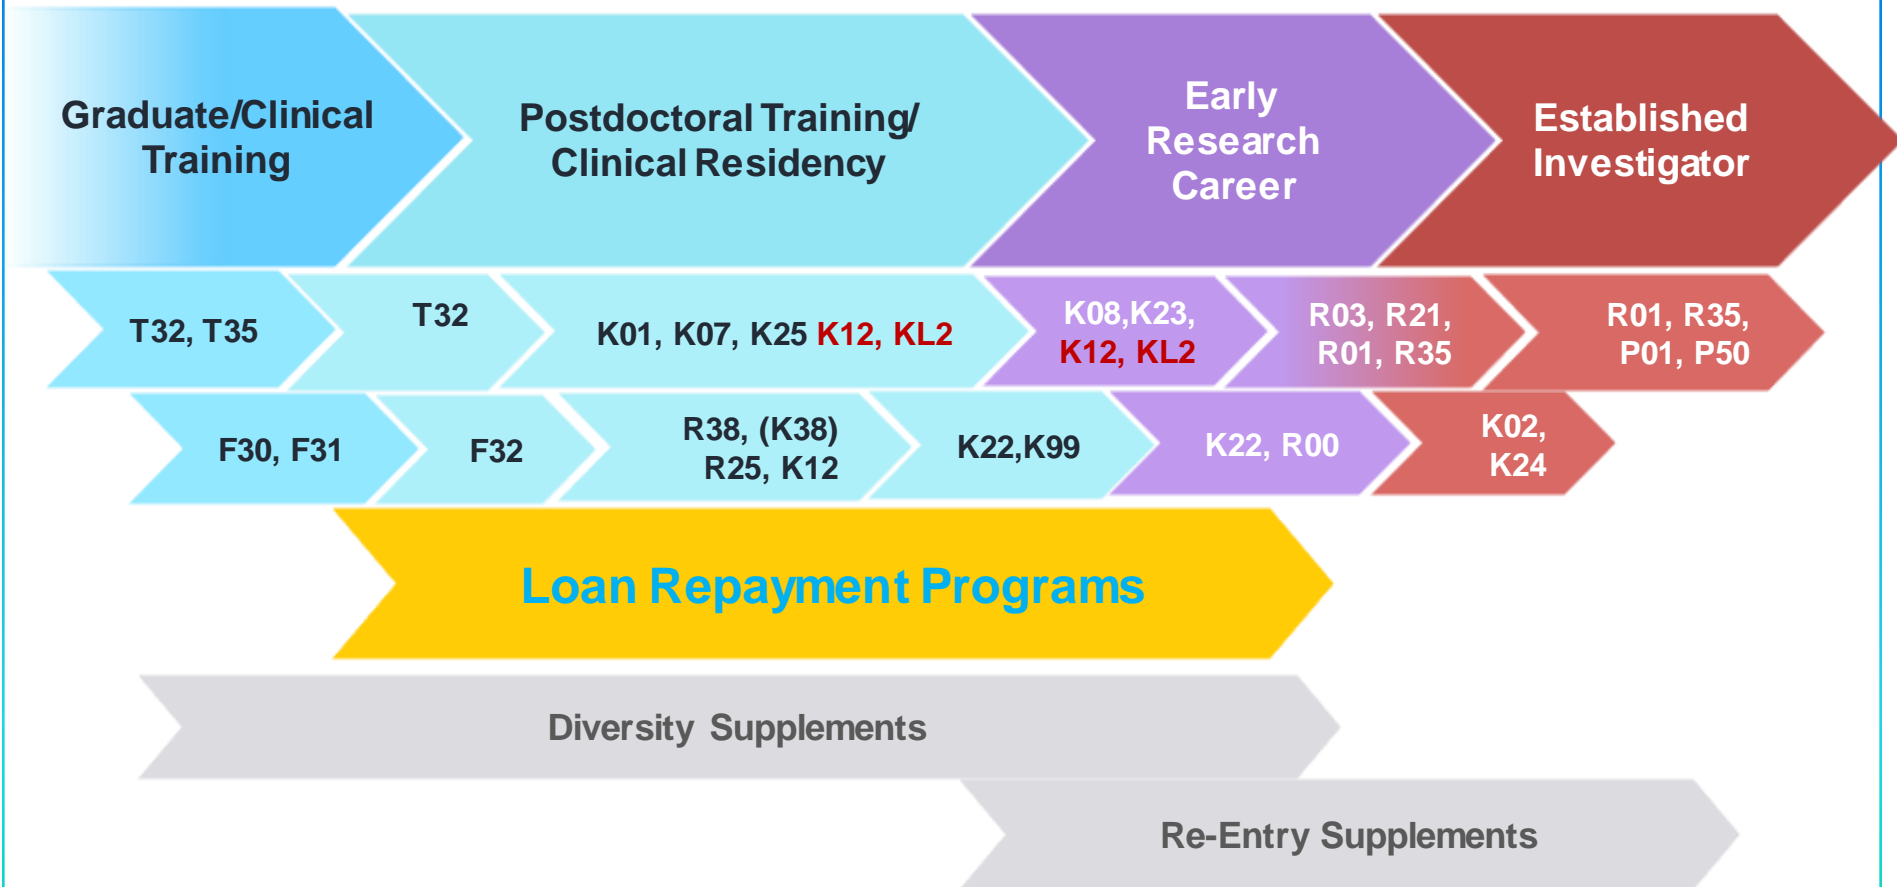 Graduate/Clinical
Training
Postdoctoral Training/
Clinical Residency
Early
Research
Career
Established
Investigator
T32, T35
T32
K01, K07, K25 K12, KL2
K08,K23,
K12, KL2
R03, R21,
R01, R35
R01, R35,
P01, P50
F30, F31
F32
R38, (K38)
R25, K12
K22,K99
K22, R00
K02,
K24
Loan Repayment Programs
Diversity Supplements
Re-Entry Supplements